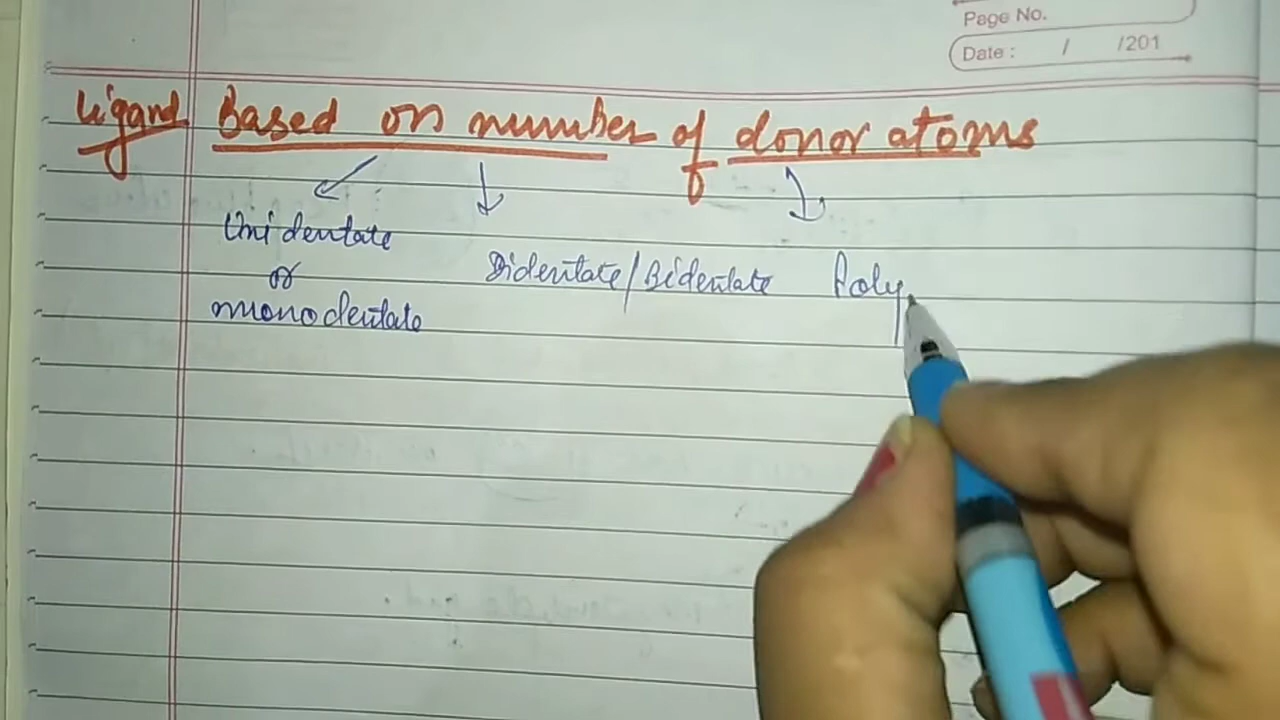 Page No.
Date : / /201
Ligand Based on number of donor atoms
Unidentate
or
monodentate
Didentate/Bidentate Poly